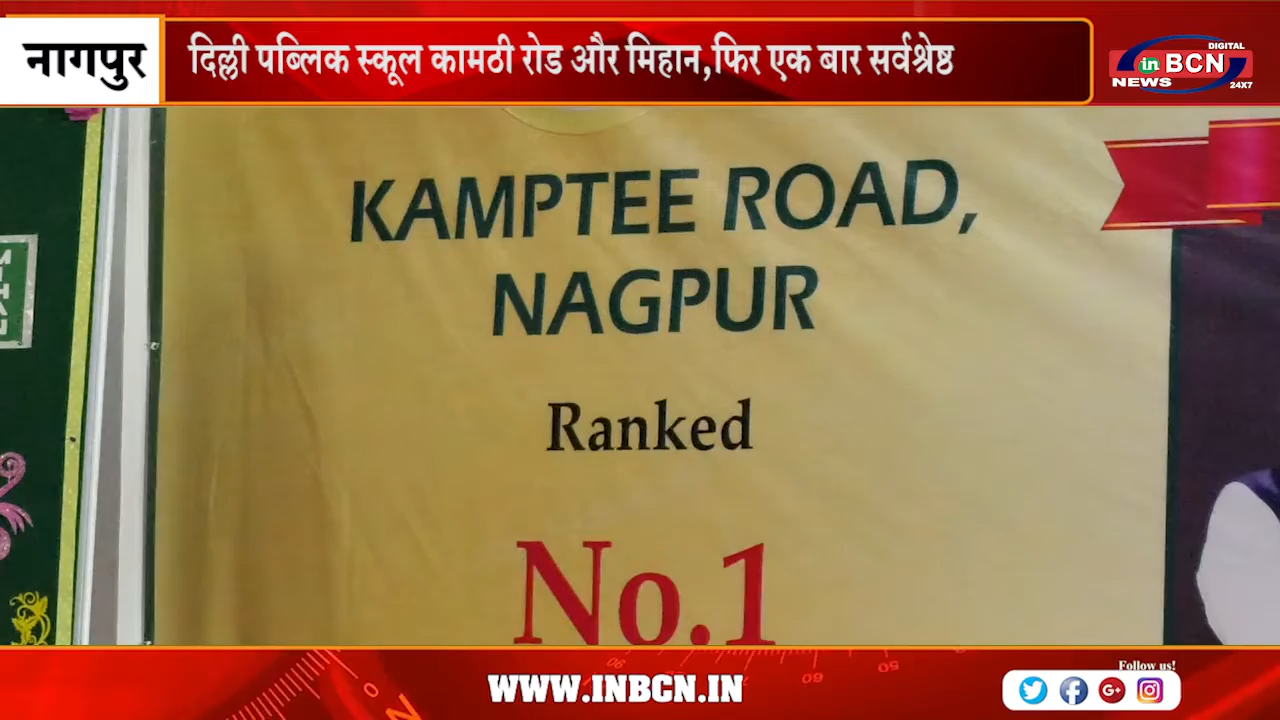 नागपुर
दिल्ली पब्लिक स्कूल कामठी रोड और मिहान,फिर एक बार सर्वश्रेष्ठ
DIGITAL
in BCN
NEWS 24X7
MIHAN
KAMPTEE ROAD,
NAGPUR
Ranked
No.1
WWW.INBCN.IN
Follow us!